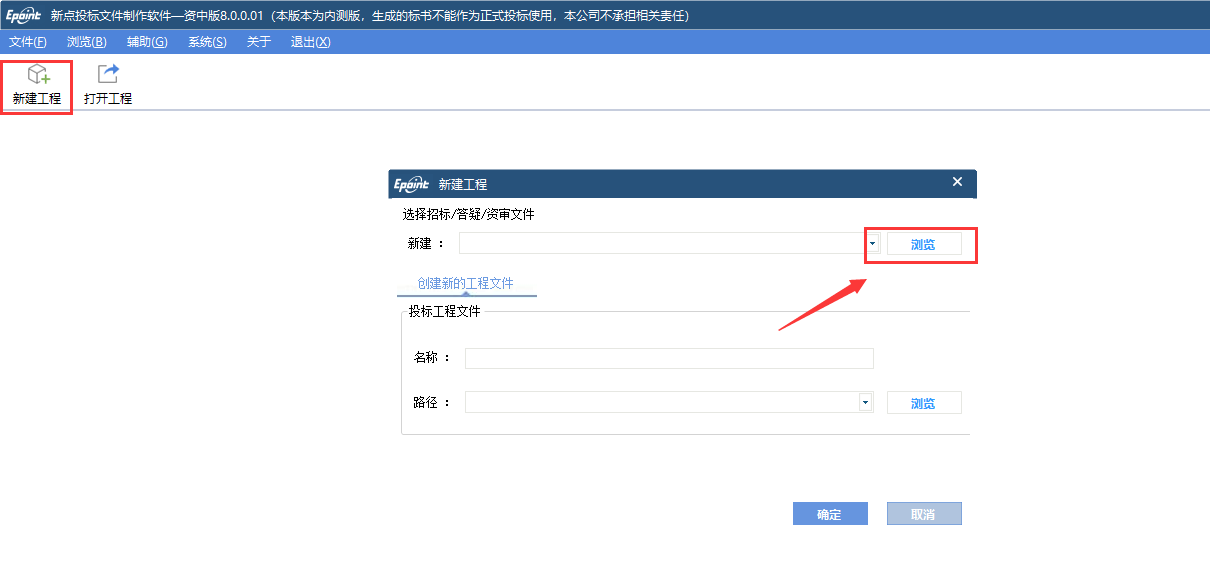 Epoint 新点投标文件制作软件—资中版8.0.0.01（本版本为内测版，生成的标书不能作为正式投标使用，本公司不承担相关责任）
文件(F) 浏览(B) 辅助(G) 系统(S) 关于 退出(X)
新建工程 打开工程
Epoint 新建工程
选择招标/答疑/资审文件
新建 ： 浏览
创建新的工程文件
投标工程文件
名称 ：
路径 ： 浏览
确定 取消